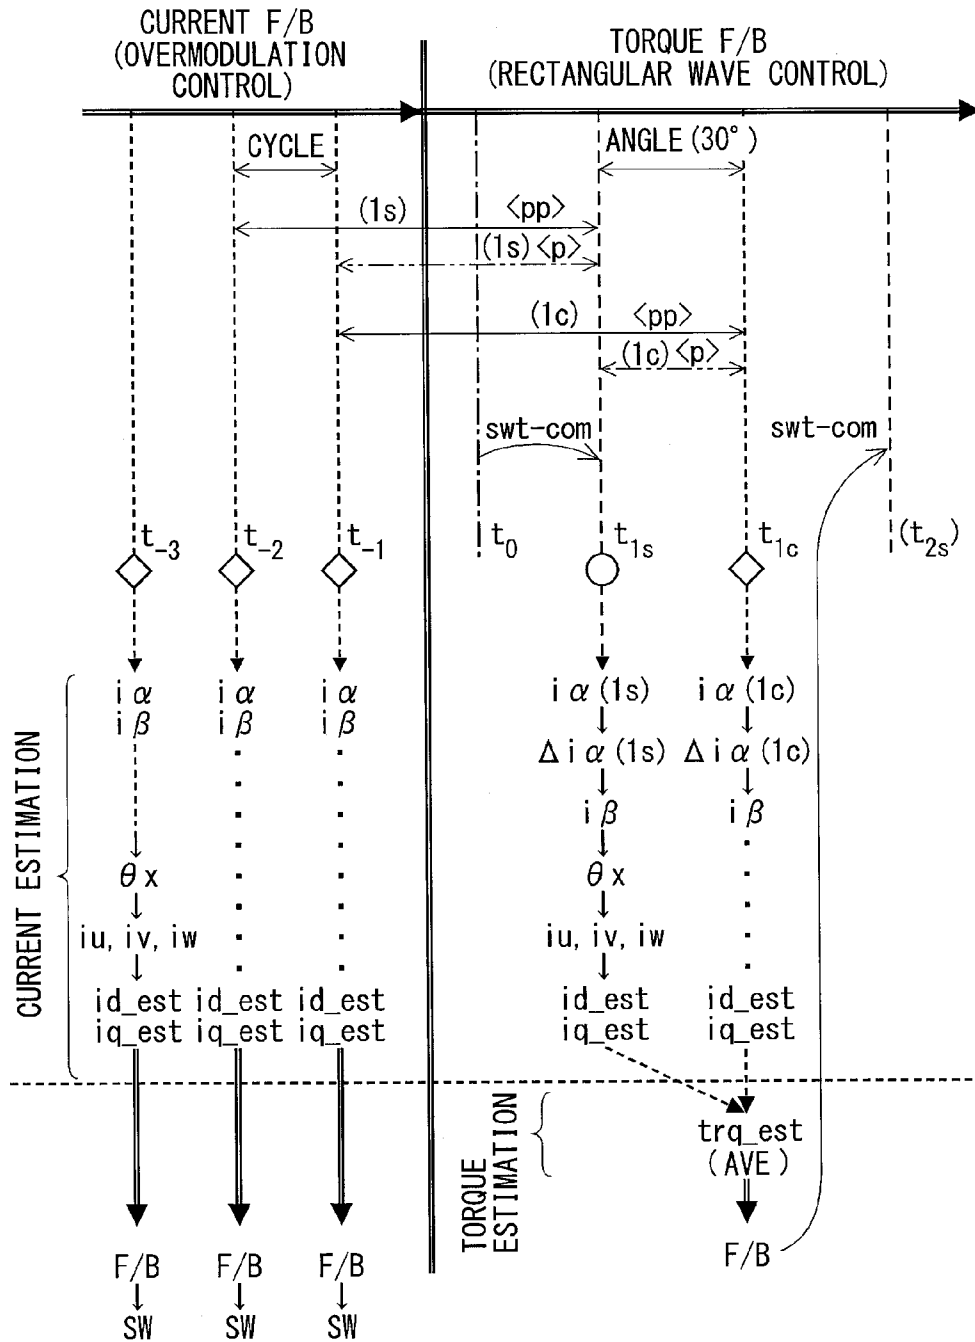 CURRENT F/B
(OVERMODULATION
CONTROL)
TORQUE F/B
(RECTANGULAR WAVE CONTROL)
CYCLE
ANGLE(30°)
(1s) <pp>
(1s)<p>
(1c) <pp>
(1c)<p>
swt-com
swt-com
t-3
t-2
t-1
t0
t1s
t1c
(t2s)
iα iα iα iα(1s) iα(1c)
iβ iβ iβ
Δiα(1s) Δiα(1c)
iβ iβ
θx θx
iu, iv, iw iu, iv, iw
id_est id_est id_est id_est id_est
iq_est iq_est iq_est iq_est iq_est
CURRENT ESTIMATION
TORQUE
ESTIMATION
trq_est
(AVE)
F/B F/B F/B F/B
SW SW SW